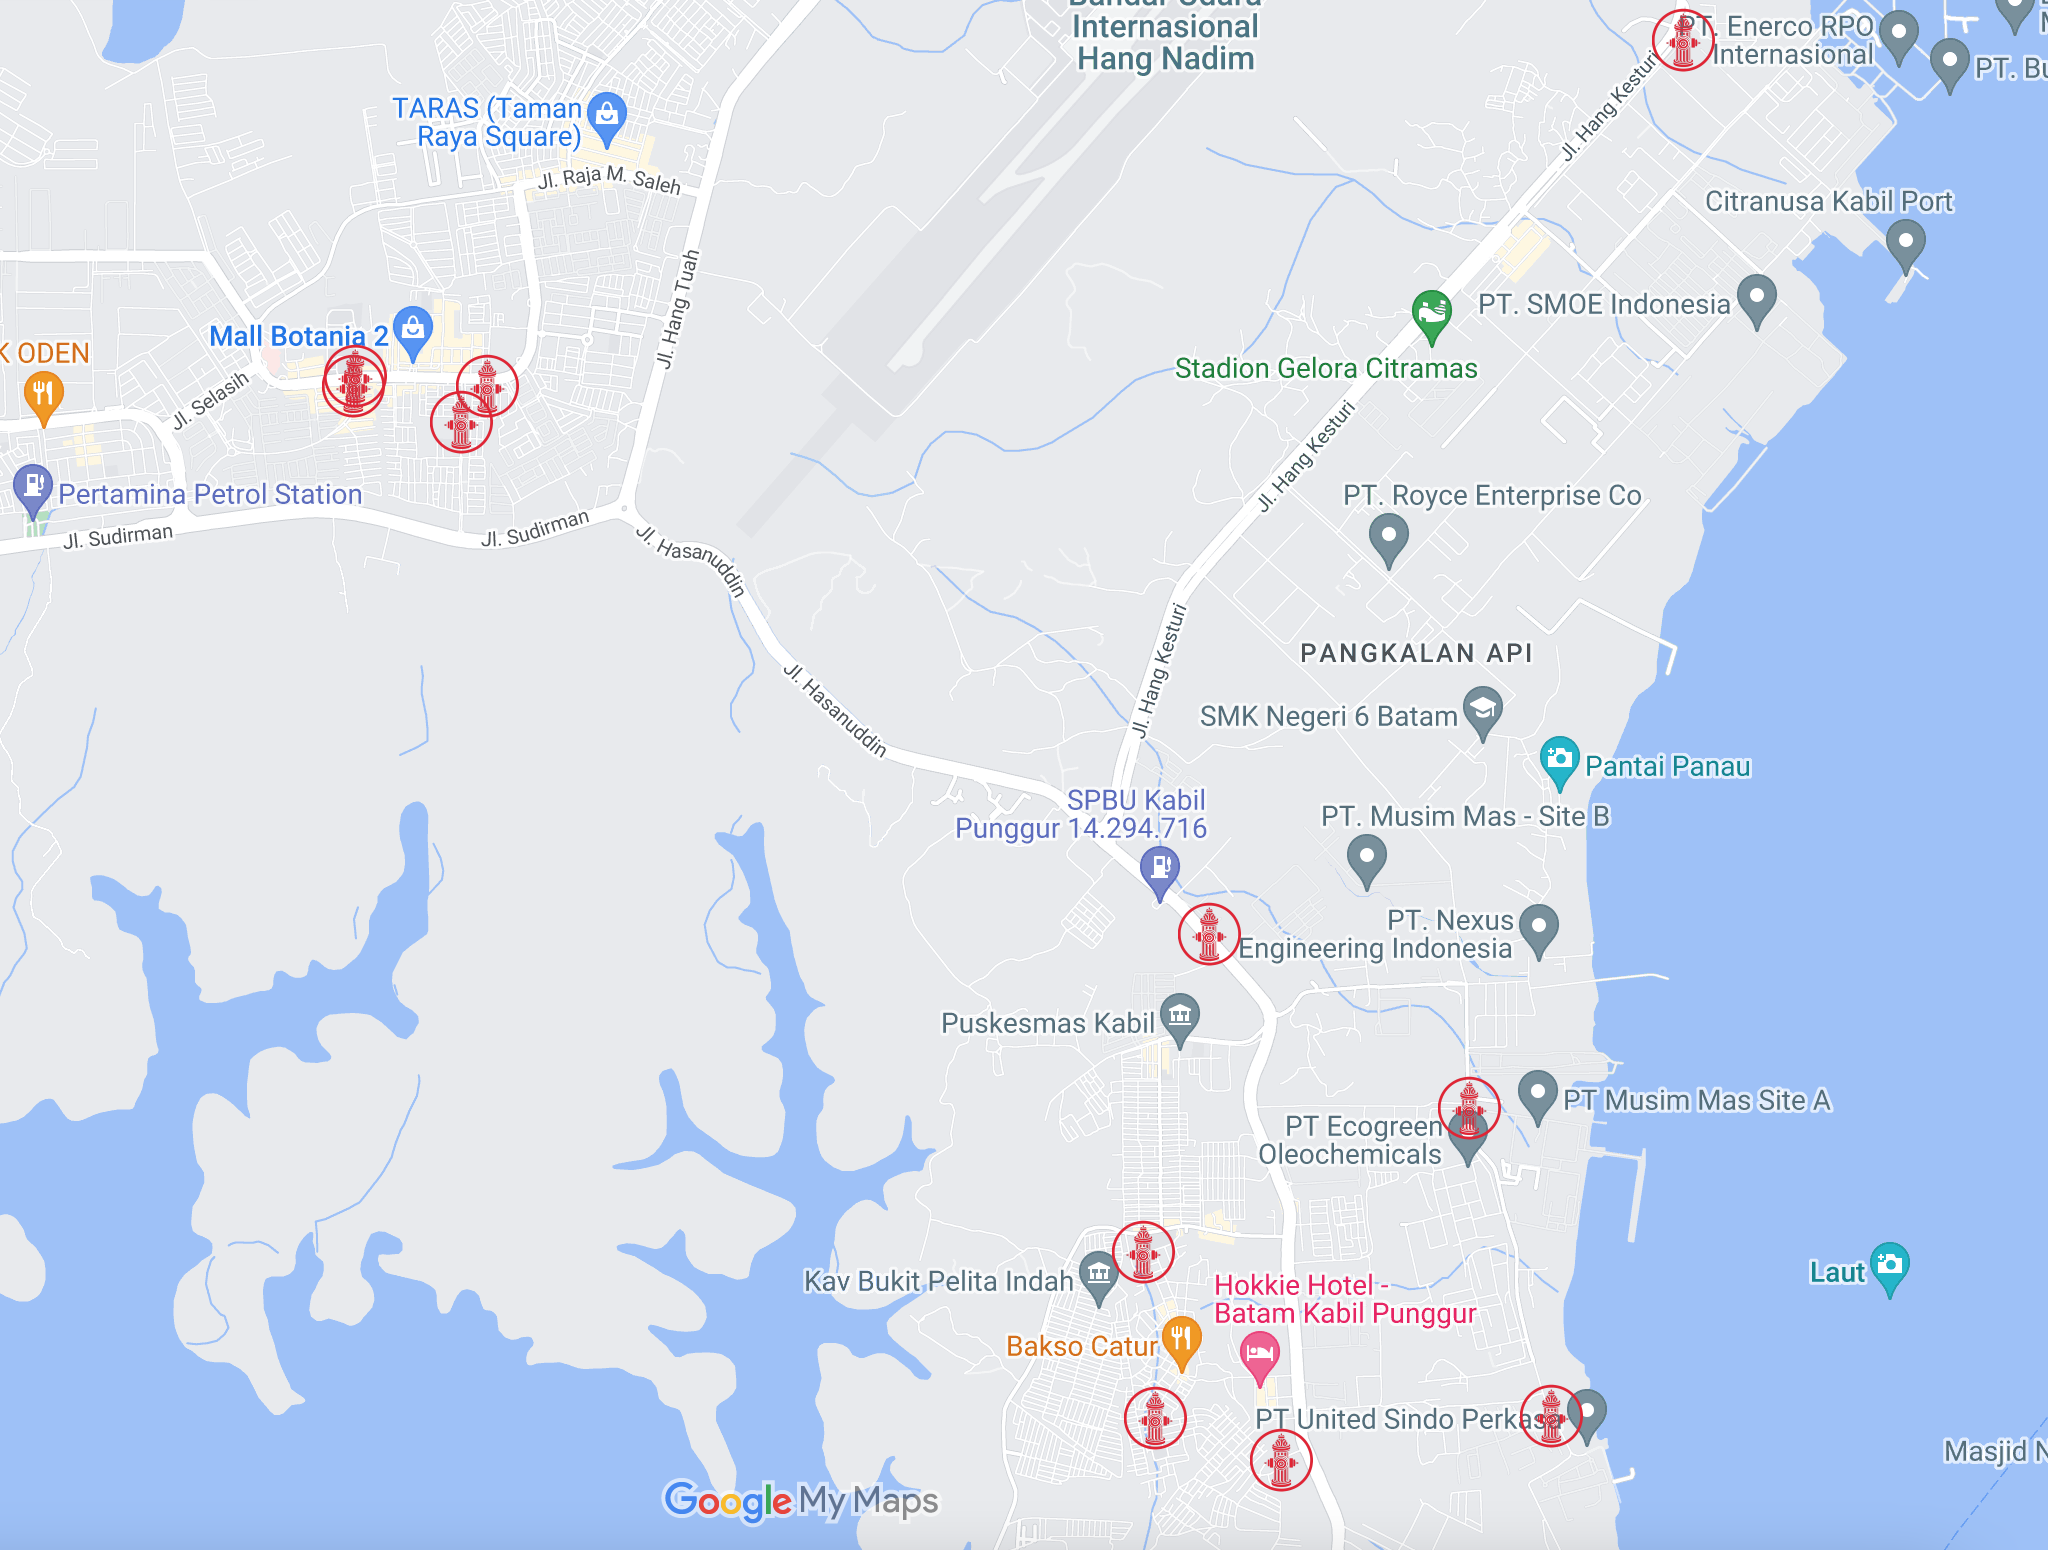 Bandar Udara
Internasional
Hang Nadim
PT. Enerco RPO
Internasional
TARAS (Taman
Raya Square)
Jl. Hang Kesturi
Jl. Raja M. Saleh
Citranusa Kabil Port
Jl. Hang Tuah
PT. SMOE Indonesia
Mall Botania 2
K ODEN
Stadion Gelora Citramas
Jl. Selasih
Jl. Hang Kesturi
Pertamina Petrol Station
PT. Royce Enterprise Co
Jl. Sudirman
Jl. Sudirman
Jl. Hasanuddin
Jl. Hang Kesturi
PANGKALAN API
Jl. Hasanuddin
SMK Negeri 6 Batam
Pantai Panau
SPBU Kabil
Punggur 14.294.716
PT. Musim Mas - Site B
PT. Nexus
Engineering Indonesia
Puskesmas Kabil
PT Musim Mas Site A
PT Ecogreen
Oleochemicals
Kav Bukit Pelita Indah
Laut
Hokkie Hotel -
Batam Kabil Punggur
Bakso Catur
PT United Sindo Perkasa
Masjid N
Google My Maps